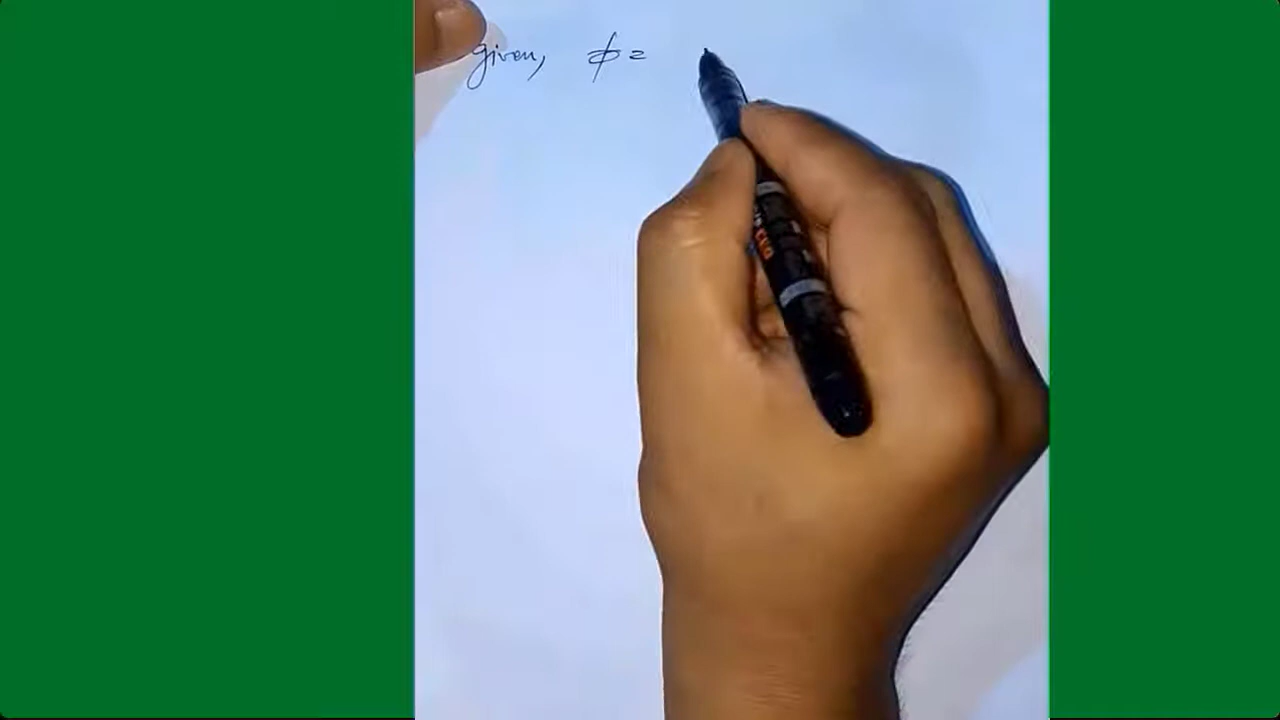 given, φ =